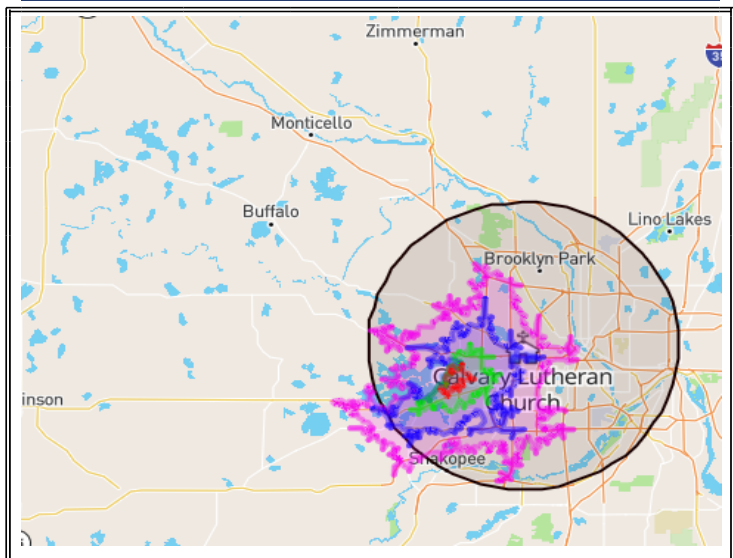 Zimmerman
35
Monticello
Buffalo
Lino Lakes
Brooklyn Park
Calvary Lutheran
Church
inson
Shakopee